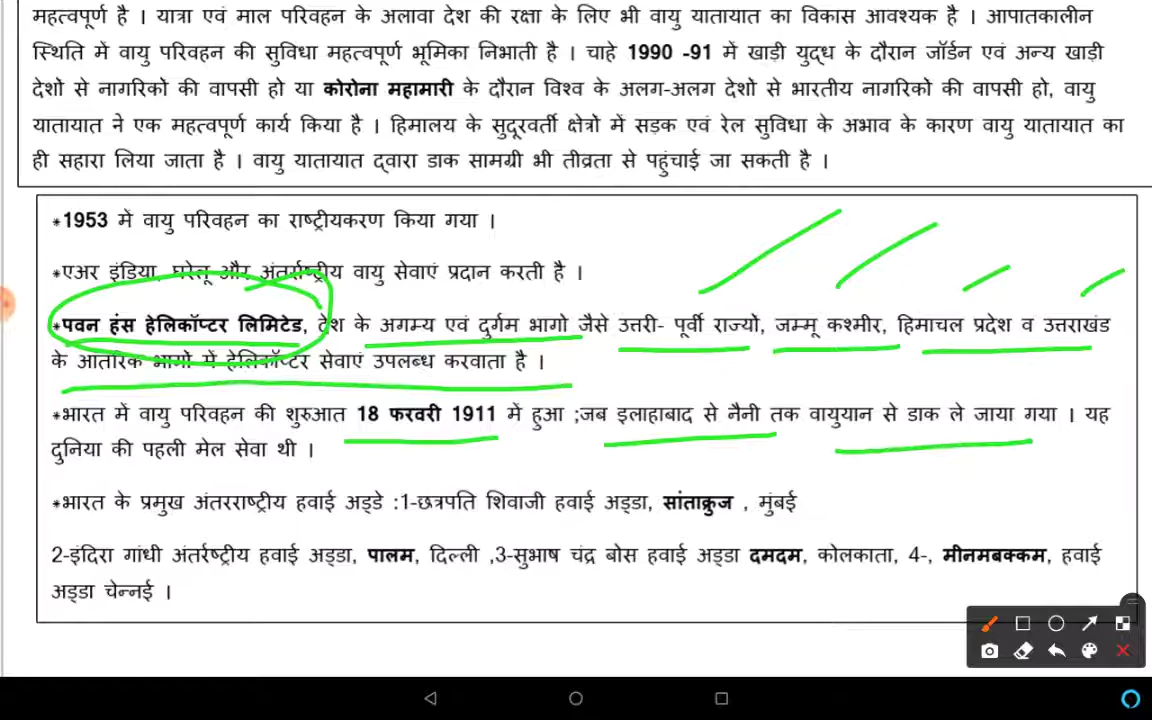 महत्वपूर्ण है । यात्रा एवं माल परिवहन के अलावा देश की रक्षा के लिए भी वायु यातायात का विकास आवश्यक है । आपातकालीन
स्थिति में वायु परिवहन की सुविधा महत्वपूर्ण भूमिका निभाती है । चाहे 1990 -91 में खाड़ी युद्ध के दौरान जॉर्डन एवं अन्य खाड़ी
देशों से नागरिकों की वापसी हो या कोरोना महामारी के दौरान विश्व के अलग-अलग देशों से भारतीय नागरिकों की वापसी हो, वायु
यातायात ने एक महत्वपूर्ण कार्य किया है । हिमालय के सुदूरवर्ती क्षेत्रों में सड़क एवं रेल सुविधा के अभाव के कारण वायु यातायात का
ही सहारा लिया जाता है । वायु यातायात द्वारा डाक सामग्री भी तीव्रता से पहुंचाई जा सकती है ।
*1953 में वायु परिवहन का राष्ट्रीयकरण किया गया ।
*एअर इंडिया, घरेलू और अंतर्राष्ट्रीय वायु सेवाएं प्रदान करती है ।
*पवन हंस हेलिकॉप्टर लिमिटेड, देश के अगम्य एवं दुर्गम भागो जैसे उत्तरी- पूर्वी राज्यों, जम्मू कश्मीर, हिमाचल प्रदेश व उत्तराखंड
के आंतरिक भागो में हेलिकॉप्टर सेवाएं उपलब्ध करवाता है ।
*भारत में वायु परिवहन की शुरुआत 18 फरवरी 1911 में हुआ ;जब इलाहाबाद से नैनी तक वायुयान से डाक ले जाया गया । यह
दुनिया की पहली मेल सेवा थी ।
*भारत के प्रमुख अंतरराष्ट्रीय हवाई अड्डे :1-छत्रपति शिवाजी हवाई अड्डा, सांताक्रुज , मुंबई
2-इंदिरा गांधी अंतर्रष्ट्रीय हवाई अड्डा, पालम, दिल्ली ,3-सुभाष चंद्र बोस हवाई अड्डा दमदम, कोलकाता, 4-, मीनमबक्कम, हवाई
अड्डा चेन्नई ।